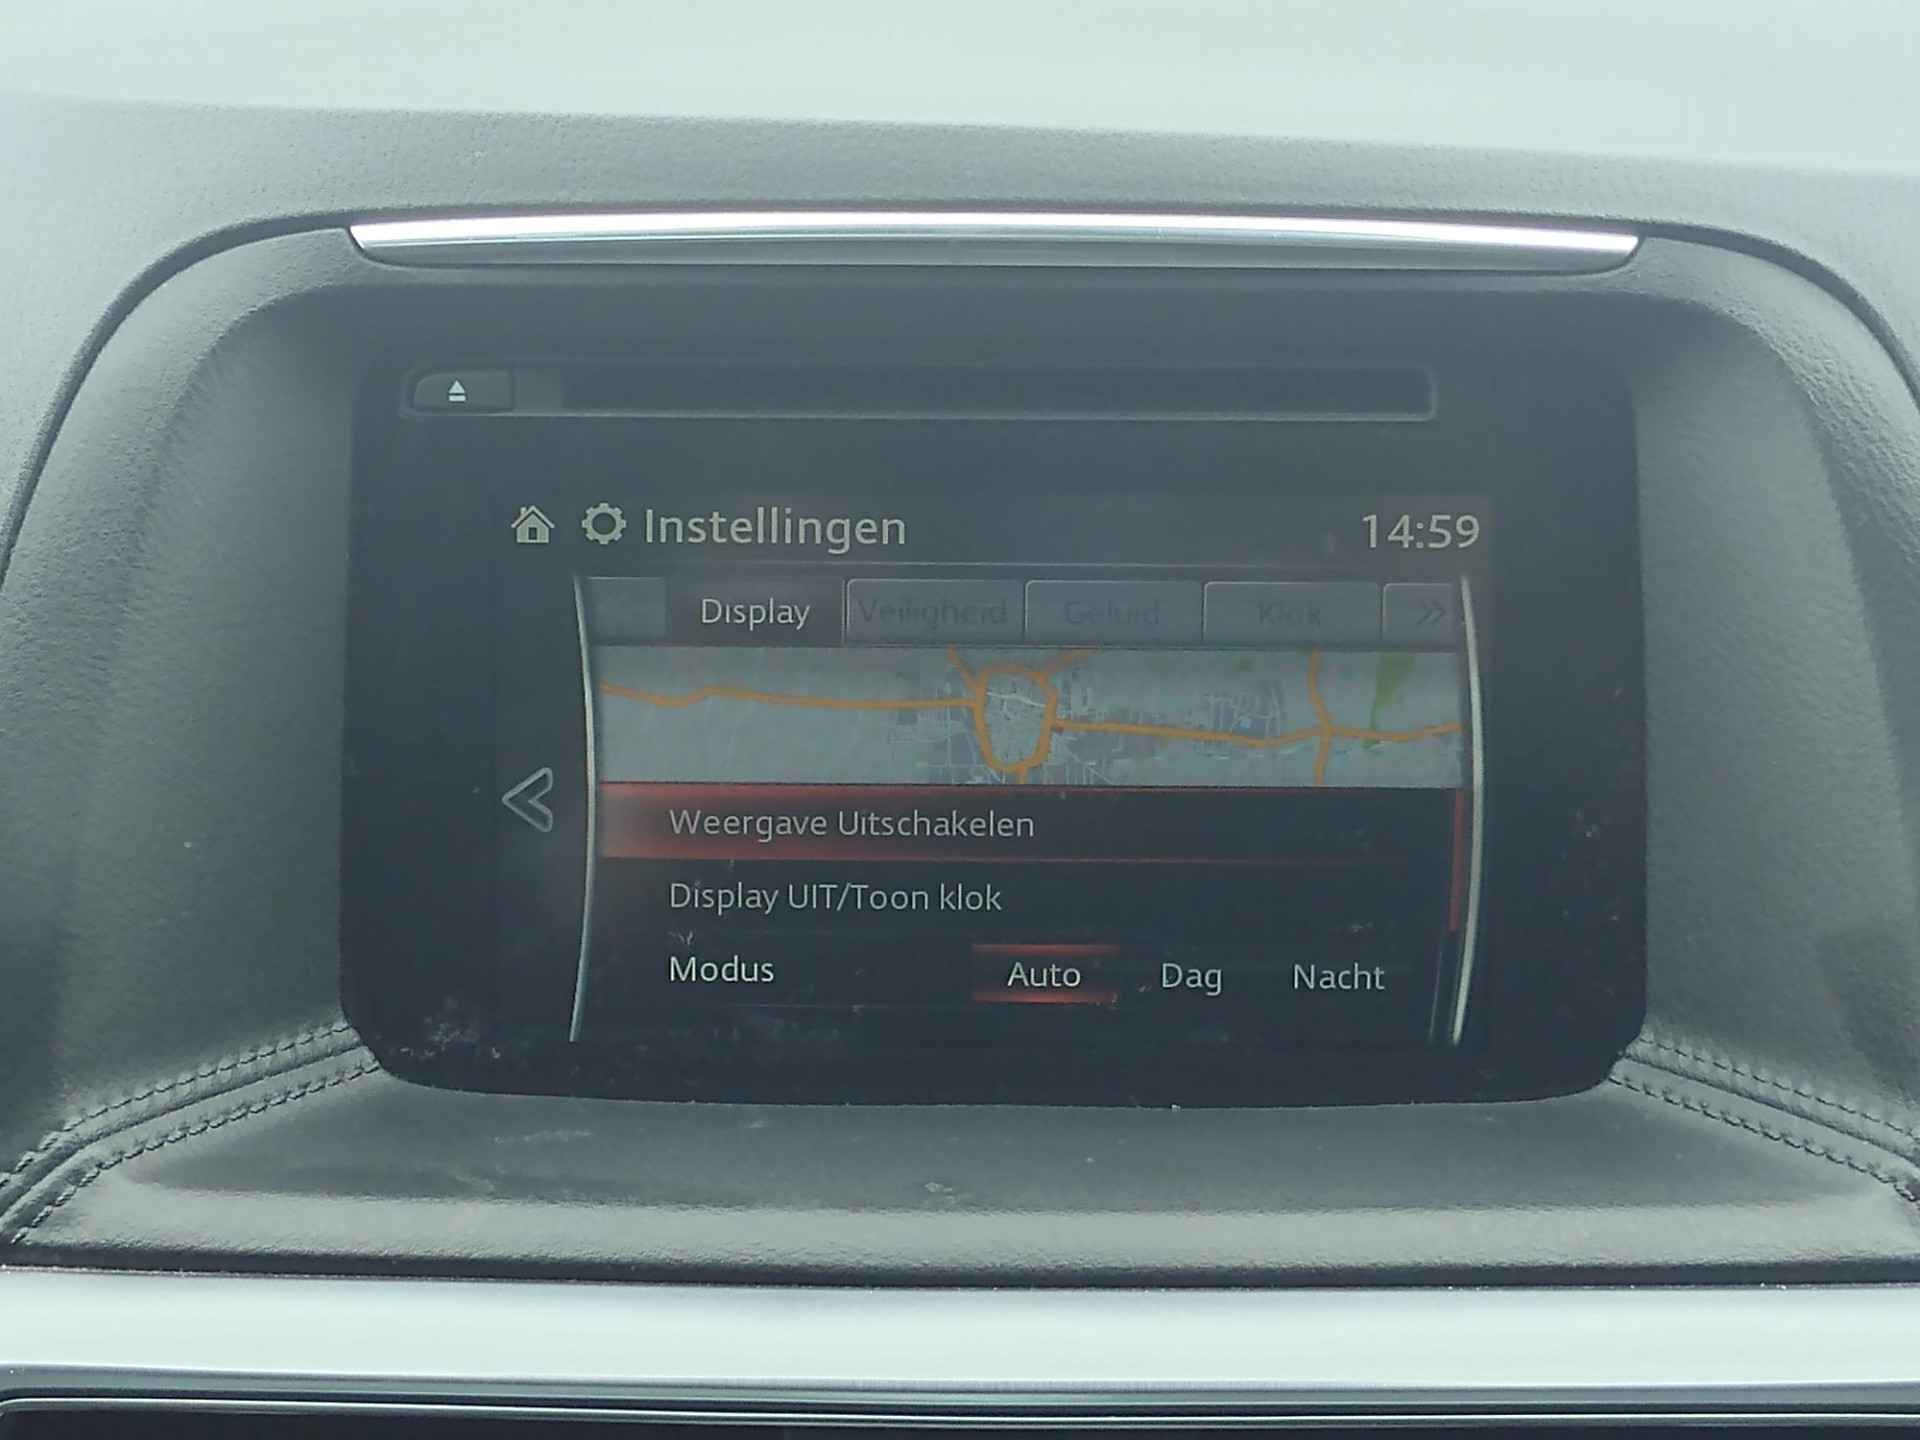 Instellingen 14:59
Display Veiligheid Geluid Klok »
Weergave Uitschakelen
Display UIT/Toon klok
Modus Auto Dag Nacht